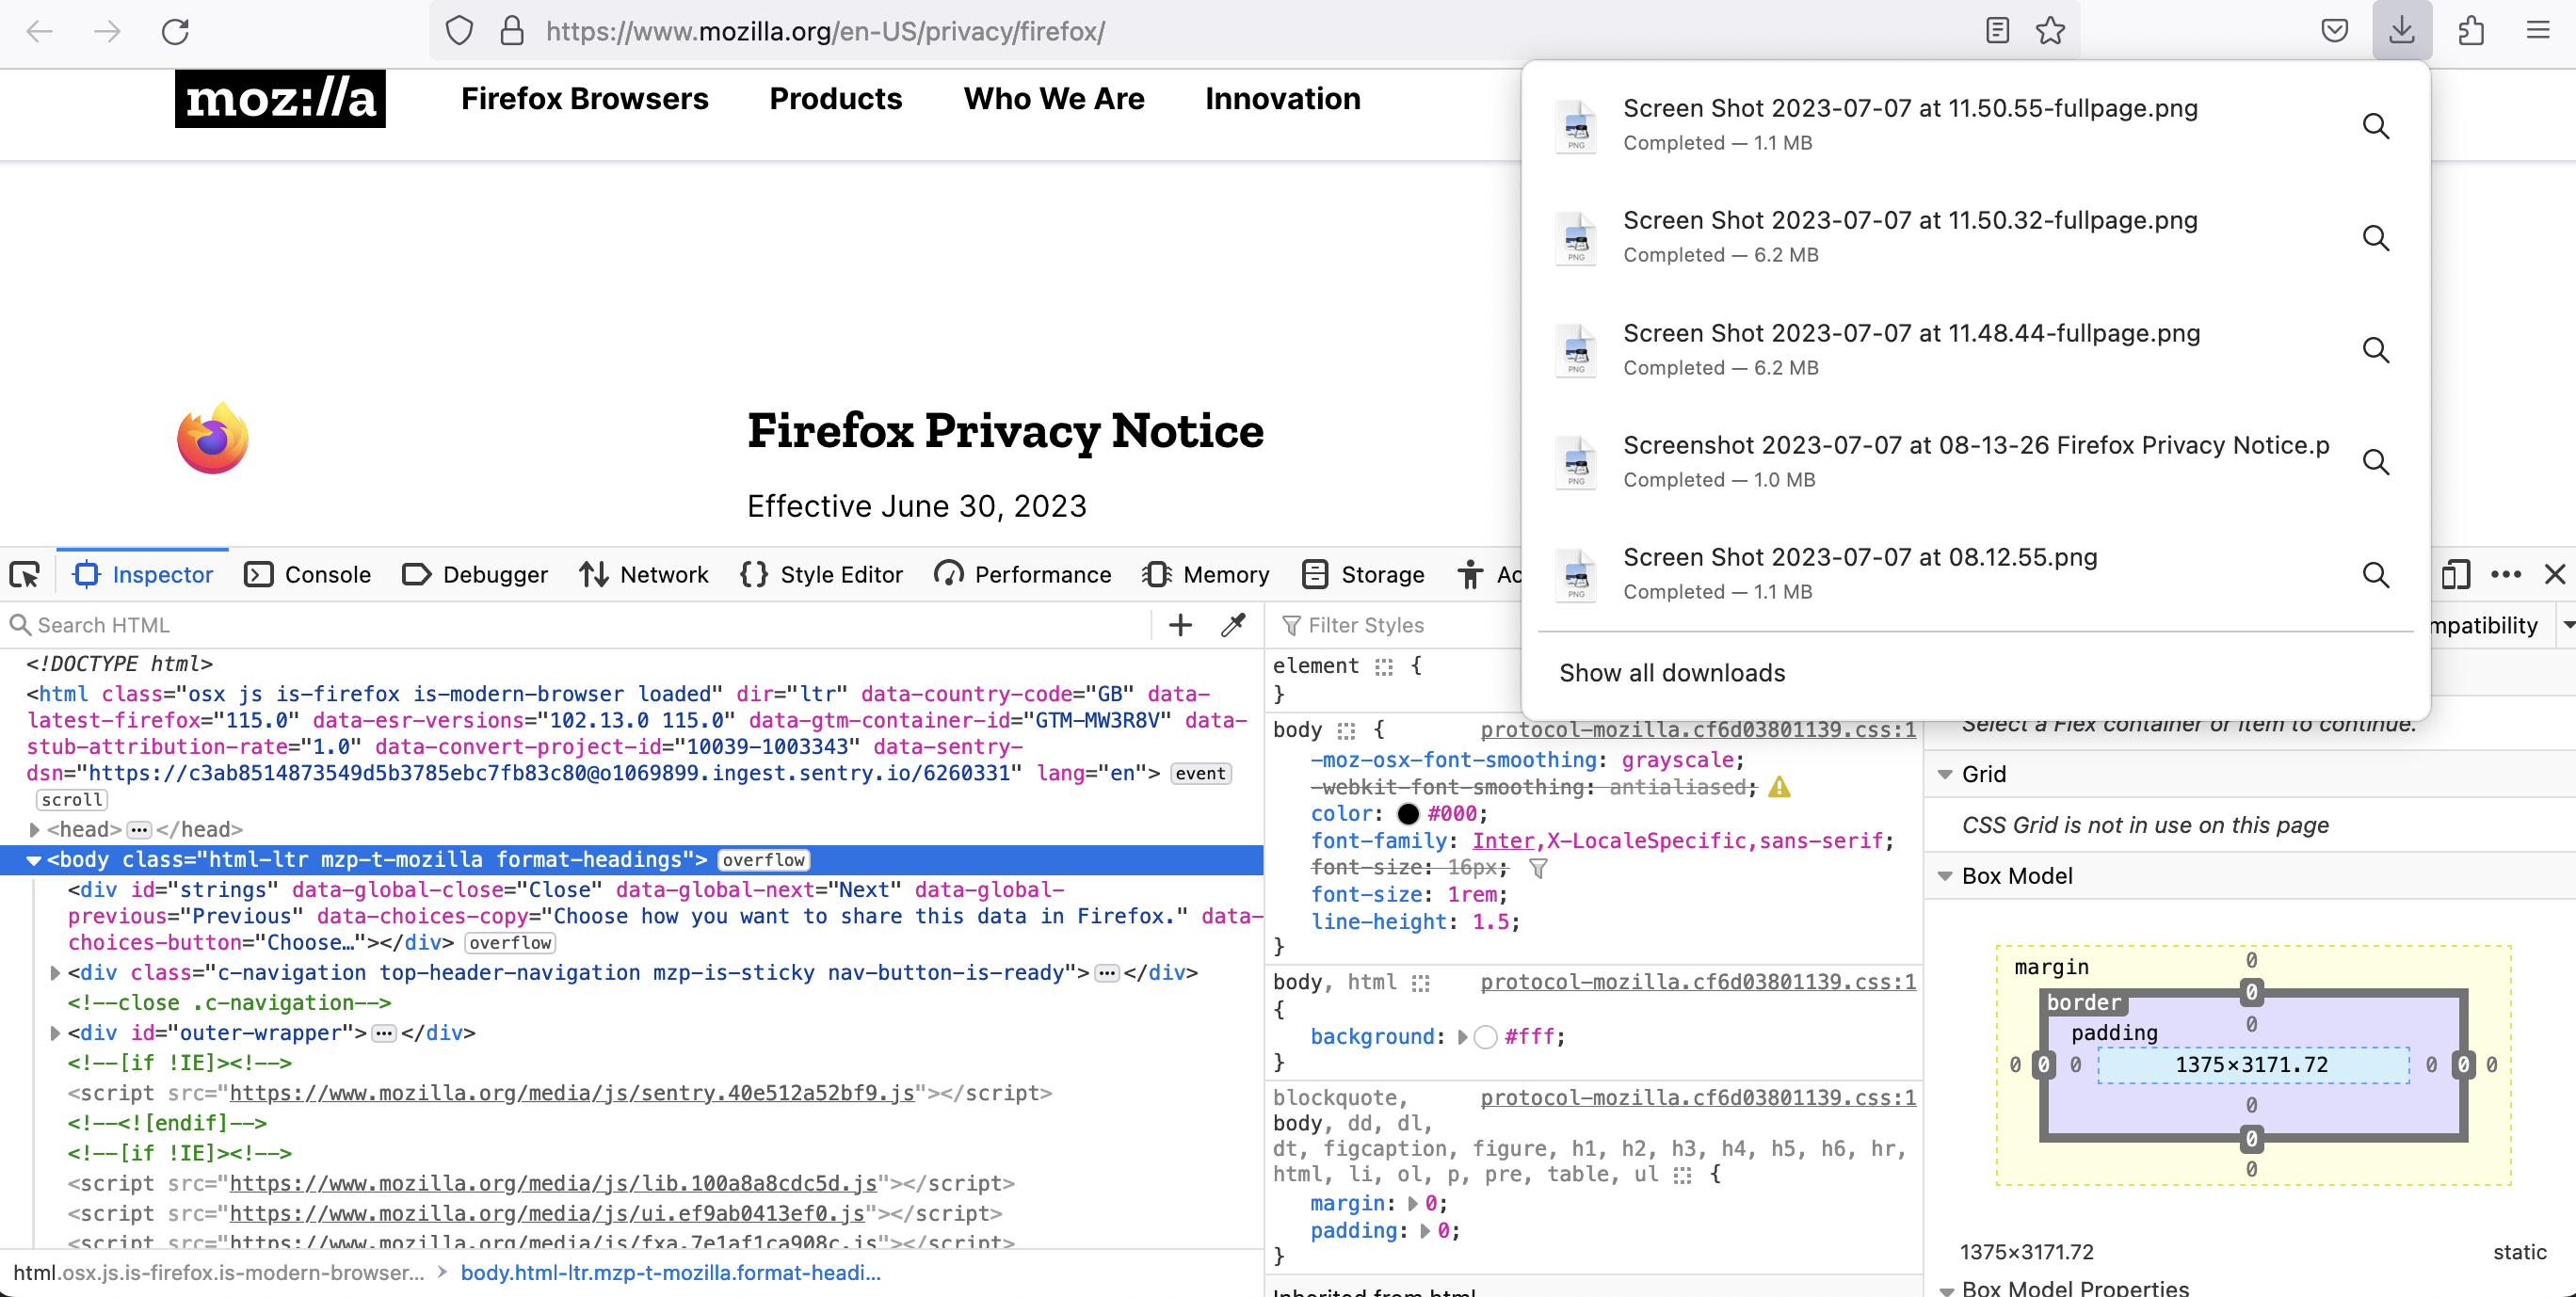 https://www.mozilla.org/en-US/privacy/firefox/
moz://a
Firefox Browsers
Products
Who We Are
Innovation
Screen Shot 2023-07-07 at 11.50.55-fullpage.png
Completed — 1.1 MB
Screen Shot 2023-07-07 at 11.50.32-fullpage.png
Completed — 6.2 MB
Screen Shot 2023-07-07 at 11.48.44-fullpage.png
Completed — 6.2 MB
Screenshot 2023-07-07 at 08-13-26 Firefox Privacy Notice.p
Completed — 1.0 MB
Screen Shot 2023-07-07 at 08.12.55.png
Completed — 1.1 MB
Show all downloads
PNG
PNG
PNG
PNG
PNG
Firefox Privacy Notice
Effective June 30, 2023
Inspector
Console
Debugger
Network
Style Editor
Performance
Memory
Storage
Ac
Search HTML
<!DOCTYPE html>
<html class="osx js is-firefox is-modern-browser loaded" dir="ltr" data-country-code="GB" data-
latest-firefox="115.0" data-esr-versions="102.13.0 115.0" data-gtm-container-id="GTM-MW3R8V" data-
stub-attribution-rate="1.0" data-convert-project-id="10039-1003343" data-sentry-
dsn="https://c3ab8514873549d5b3785ebc7fb83c80@o1069899.ingest.sentry.io/6260331" lang="en"> event
scroll
<head> ••• </head>
<body class="html-ltr mzp-t-mozilla format-headings"> overflow
<div id="strings" data-global-close="Close" data-global-next="Next" data-global-
previous="Previous" data-choices-copy="Choose how you want to share this data in Firefox." data-
choices-button="Choose…"></div> overflow
<div class="c-navigation top-header-navigation mzp-is-sticky nav-button-is-ready"> ••• </div>
<!--close .c-navigation-->
<div id="outer-wrapper"> ••• </div>
<!--[if !IE]><!-->
<script src="https://www.mozilla.org/media/js/sentry.40e512a52bf9.js"></script>
<!--<![endif]-->
<!--[if !IE]><!-->
<script src="https://www.mozilla.org/media/js/lib.100a8a8cdc5d.js"></script>
<script src="https://www.mozilla.org/media/js/ui.ef9ab0413ef0.js"></script>
<script src="https://www.mozilla.org/media/js/fxa.7e1af1ca908c.js"></script>
html.osx.js.is-firefox.is-modern-browser... > body.html-ltr.mzp-t-mozilla.format-headi...
Filter Styles
element {
}
body { protocol-mozilla.cf6d03801139.css:1
-moz-osx-font-smoothing: grayscale;
-webkit-font-smoothing: antialiased;
color: #000;
font-family: Inter,X-LocaleSpecific,sans-serif;
font-size: 16px;
font-size: 1rem;
line-height: 1.5;
}
body, html protocol-mozilla.cf6d03801139.css:1
{
background: #fff;
}
blockquote, protocol-mozilla.cf6d03801139.css:1
body, dd, dl,
dt, figcaption, figure, h1, h2, h3, h4, h5, h6, hr,
html, li, ol, p, pre, table, ul {
margin: 0;
padding: 0;
}
Inherited from html
mpatibility
Select a Flex container or item to continue.
Grid
CSS Grid is not in use on this page
Box Model
margin 0
border 0
padding 0
0 0 0 1375×3171.72 0 0 0
0
0
0
1375×3171.72 static
Box Model Properties